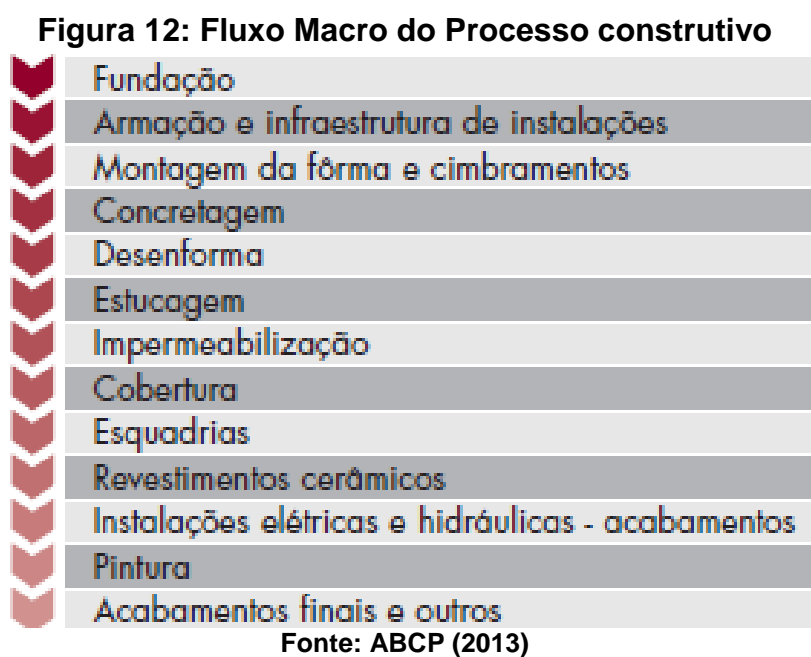 Figura 12: Fluxo Macro do Processo construtivo
Fundação
Armação e infraestrutura de instalações
Montagem da fôrma e cimbramentos
Concretagem
Desenforma
Estucagem
Impermeabilização
Cobertura
Esquadrias
Revestimentos cerâmicos
Instalações elétricas e hidráulicas - acabamentos
Pintura
Acabamentos finais e outros
Fonte: ABCP (2013)